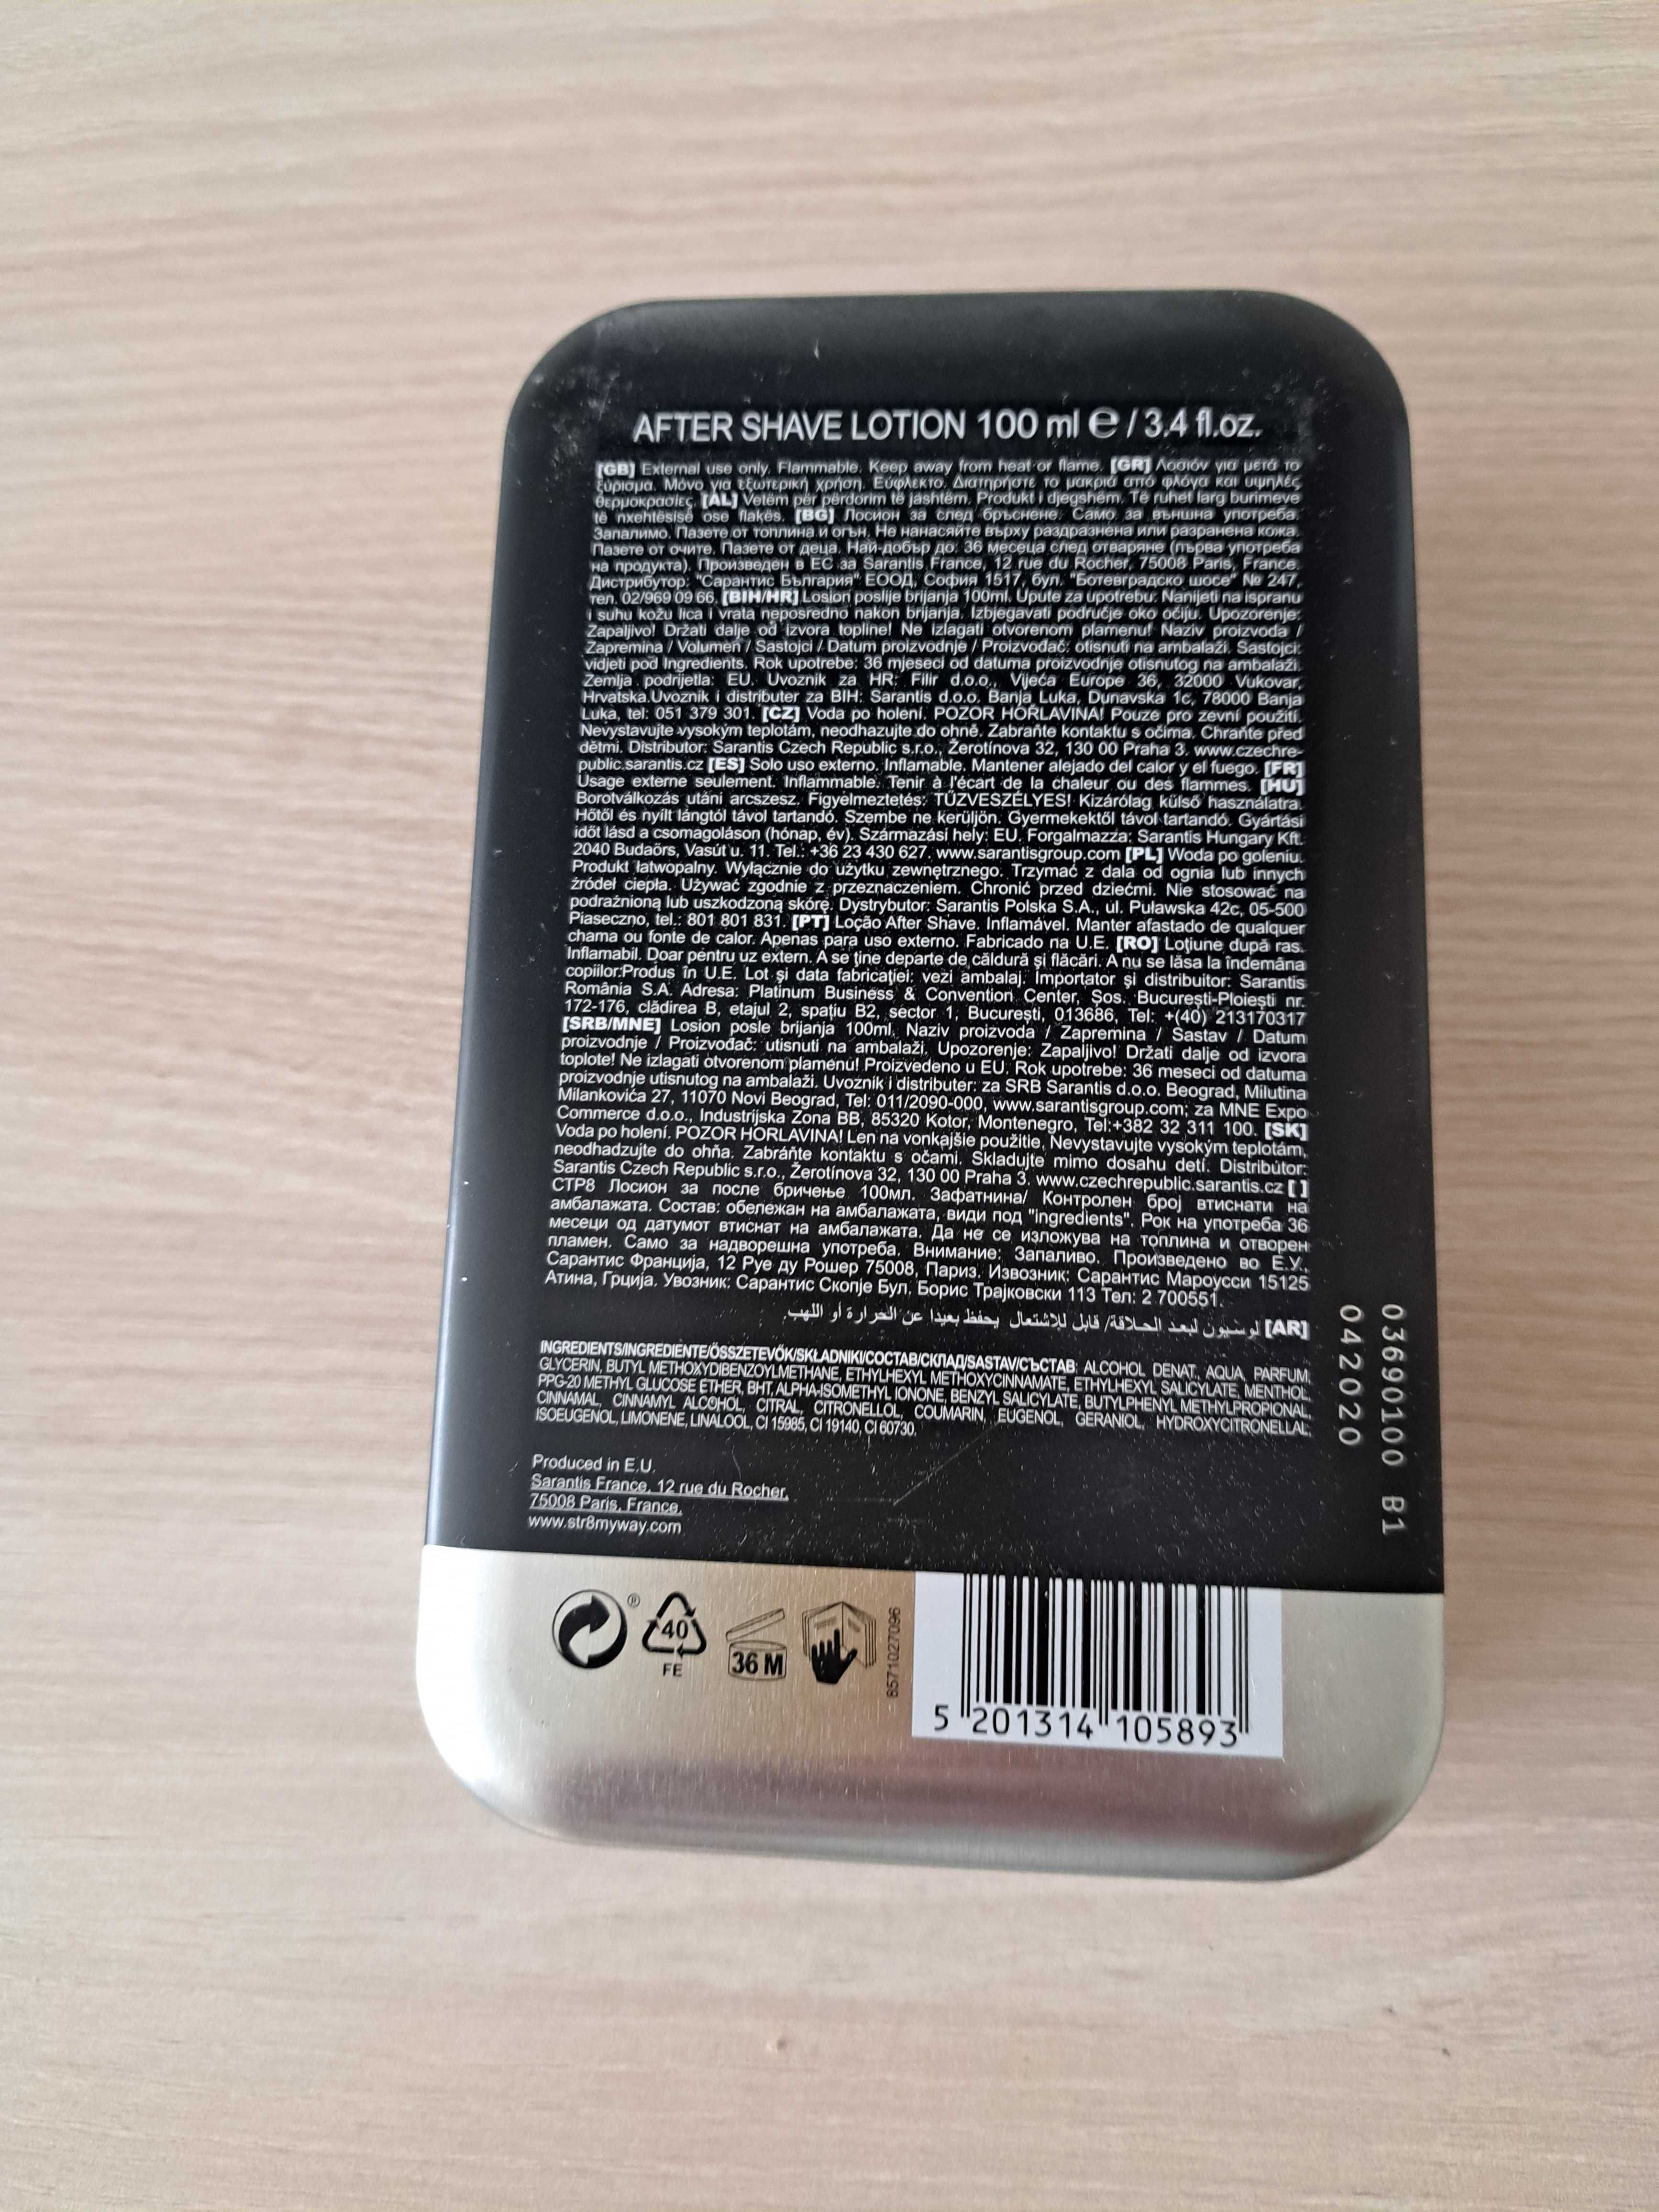 AFTER SHAVE LOTION 100 ml ℮ / 3.4 fl.oz.
[GB] External use only. Flammable. Keep away from heat or flame. [GR] Λοσιόν για μετά το
ξύρισμα. Μόνο για εξωτερική χρήση. Εύφλεκτο. Διατηρήστε το μακριά από φλόγα και υψηλές
θερμοκρασίες. [AL] Vetëm për përdorim të jashtëm. Produkt i djegshëm. Të ruhet larg burimeve
të nxehtësisë ose flakës. [BG] Лосион за след бръснене. Само за външна употреба.
Запалимо. Пазете от топлина и огън. Не нанасяйте върху раздразнена или разранена кожа.
Пазете от очите. Пазете от деца. Най-добър до: 36 месеца след отваряне (първа употреба
на продукта). Произведен в ЕС за Sarantis France, 12 rue du Rocher, 75008 Paris, France.
Дистрибутор: "Сарантис България" ЕООД, София 1517, бул. "Ботевградско шосе" № 247,
тел. 02/969 09 66. [BIH/HR] Losion poslije brijanja 100ml. Upute za upotrebu: Nanijeti na ispranu
i suhu kožu lica i vrata neposredno nakon brijanja. Izbjegavati područje oko očiju. Upozorenje:
Zapaljivo! Držati dalje od izvora topline! Ne izlagati otvorenom plamenu! Naziv proizvoda /
Zapremina / Volumen / Sastojci / Datum proizvodnje / Proizvođač: otisnuti na ambalaži. Sastojci:
vidjeti pod Ingredients. Rok upotrebe: 36 mjeseci od datuma proizvodnje otisnutog na ambalaži.
Zemlja podrijetla: EU. Uvoznik za HR: Filir d.o.o., Vijeća Europe 36, 32000 Vukovar,
Hrvatska.Uvoznik i distributer za BIH: Sarantis d.o.o. Banja Luka, Dunavska 1c, 78000 Banja
Luka, tel: 051 379 301. [CZ] Voda po holení. POZOR HOŘLAVINA! Pouze pro zevní použití.
Nevystavujte vysokým teplotám, neodhazujte do ohně. Zabraňte kontaktu s očima. Chraňte před
dětmi. Distributor: Sarantis Czech Republic s.r.o., Žerotínova 32, 130 00 Praha 3. www.czechre-
public.sarantis.cz [ES] Solo uso externo. Inflamable. Mantener alejado del calor y el fuego. [FR]
Usage externe seulement. Inflammable. Tenir à l'écart de la chaleur ou des flammes. [HU]
Borotválkozás utáni arcszesz. Figyelmeztetés: TŰZVESZÉLYES! Kizárólag külső használatra.
Hőtől és nyílt lángtól távol tartandó. Szembe ne kerüljön. Gyermekektől távol tartandó. Gyártási
időt lásd a csomagoláson (hónap, év). Származási hely: EU. Forgalmazza: Sarantis Hungary Kft.
2040 Budaörs, Vasút u. 11. Tel.: +36 23 430 627. www.sarantisgroup.com [PL] Woda po goleniu.
Produkt łatwopalny. Wyłącznie do użytku zewnętrznego. Trzymać z dala od ognia lub innych
źródeł ciepła. Używać zgodnie z przeznaczeniem. Chronić przed dziećmi. Nie stosować na
podrażnioną lub uszkodzoną skórę. Dystrybutor: Sarantis Polska S.A., ul. Puławska 42c, 05-500
Piaseczno, tel.: 801 801 831. [PT] Loção After Shave. Inflamável. Manter afastado de qualquer
chama ou fonte de calor. Apenas para uso externo. Fabricado na U.E. [RO] Loţiune după ras.
Inflamabil. Doar pentru uz extern. A se ţine departe de căldură şi flăcări. A nu se lăsa la îndemâna
copiilor.Produs în U.E. Lot şi data fabricaţiei: vezi ambalaj. Importator şi distribuitor: Sarantis
România S.A. Adresa: Platinum Business & Convention Center, Şos. Bucureşti-Ploieşti nr.
172-176, clădirea B, etajul 2, spaţiu B2, sector 1, Bucureşti, 013686, Tel: +(40) 213170317
[SRB/MNE] Losion posle brijanja 100ml. Naziv proizvoda / Zapremina / Sastav / Datum
proizvodnje / Proizvođač: utisnuti na ambalaži. Upozorenje: Zapaljivo! Držati dalje od izvora
toplote! Ne izlagati otvorenom plamenu! Proizvedeno u EU. Rok upotrebe: 36 meseci od datuma
proizvodnje utisnutog na ambalaži. Uvoznik i distributer: za SRB Sarantis d.o.o. Beograd, Milutina
Milankovića 27, 11070 Novi Beograd, Tel: 011/2090-000, www.sarantisgroup.com; za MNE Expo
Commerce d.o.o., Industrijska Zona BB, 85320 Kotor, Montenegro, Tel:+382 32 311 100. [SK]
Voda po holení. POZOR HORLAVINA! Len na vonkajšie použitie. Nevystavujte vysokým teplotám,
neodhadzujte do ohňa. Zabráňte kontaktu s očami. Skladujte mimo dosahu detí. Distribútor:
Sarantis Czech Republic s.r.o., Žerotínova 32, 130 00 Praha 3. www.czechrepublic.sarantis.cz [ ]
СТР8 Лосион за после бричење 100мл. Зафатнина/ Контролен број втиснати на
амбалажата. Состав: обележан на амбалажата, види под "ingredients". Рок на употреба 36
месеци од датумот втиснат на амбалажата. Да не се изложува на топлина и отворен
пламен. Само за надворешна употреба. Внимание: Запаливо. Произведено во Е.У.,
Сарантис Франција, 12 Руе ду Рошер 75008, Париз. Извозник: Сарантис Мароусси 15125
Атина, Грција. Увозник: Сарантис Скопје Бул. Борис Трајковски 113 Тел: 2 700551.
[AR] لوسيون لبعد الحلاقة/ قابل للاشتعال يحفظ بعيدا عن الحرارة أو اللهب.
INGREDIENTS/INGREDIENTE/ÖSSZETEVŐK/SKŁADNIKI/СОСТАВ/СКЛАД/SASTAV/СЪСТАВ: ALCOHOL DENAT., AQUA, PARFUM,
GLYCERIN, BUTYL METHOXYDIBENZOYLMETHANE, ETHYLHEXYL METHOXYCINNAMATE, ETHYLHEXYL SALICYLATE, MENTHOL,
PPG-20 METHYL GLUCOSE ETHER, BHT, ALPHA-ISOMETHYL IONONE, BENZYL SALICYLATE, BUTYLPHENYL METHYLPROPIONAL,
CINNAMAL, CINNAMYL ALCOHOL, CITRAL, CITRONELLOL, COUMARIN, EUGENOL, GERANIOL, HYDROXYCITRONELLAL,
ISOEUGENOL, LIMONENE, LINALOOL, CI 15985, CI 19140, CI 60730.
03690100 B1
042020
Produced in E.U.
Sarantis France, 12 rue du Rocher,
75008 Paris, France.
www.str8myway.com
®
40
FE
36 M
8571027096
5 201314 105893